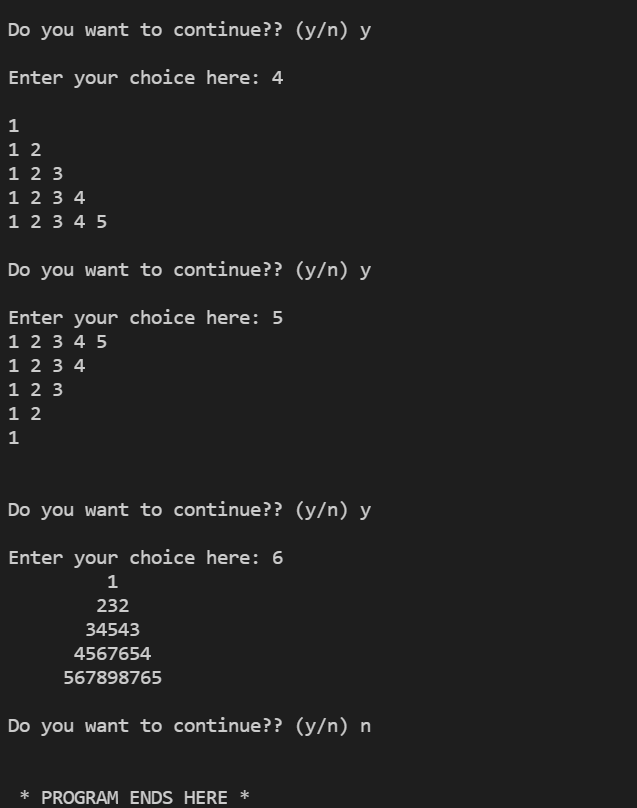 Do you want to continue?? (y/n) y
Enter your choice here: 4
1
1 2
1 2 3
1 2 3 4
1 2 3 4 5
Do you want to continue?? (y/n) y
Enter your choice here: 5
1 2 3 4 5
1 2 3 4
1 2 3
1 2
1
Do you want to continue?? (y/n) y
Enter your choice here: 6
1
232
34543
4567654
567898765
Do you want to continue?? (y/n) n
* PROGRAM ENDS HERE *